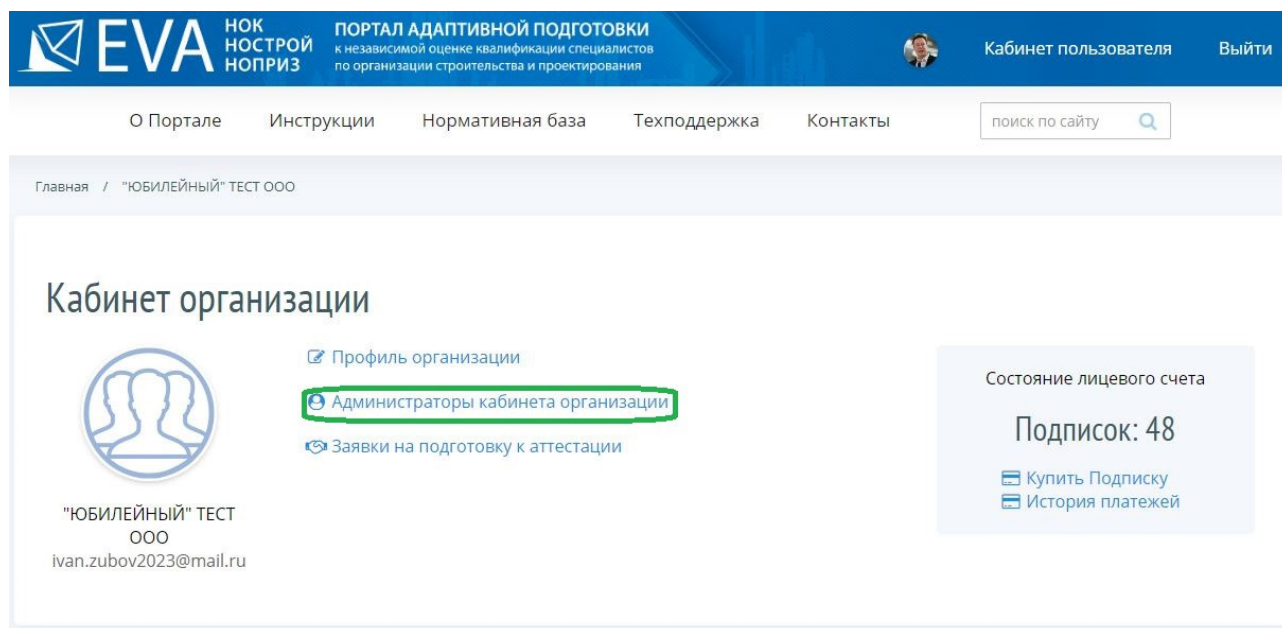 EVA
НОК
НОСТРОЙ
НОПРИЗ
ПОРТАЛ АДАПТИВНОЙ ПОДГОТОВКИ
к независимой оценке квалификации специалистов
по организации строительства и проектирования
Кабинет пользователя
Выйти
О Портале
Инструкции
Нормативная база
Техподдержка
Контакты
поиск по сайту
Главная / "ЮБИЛЕЙНЫЙ" ТЕСТ ООО
Кабинет организации
Профиль организации
Администраторы кабинета организации
Заявки на подготовку к аттестации
"ЮБИЛЕЙНЫЙ" ТЕСТ
ООО
ivan.zubov2023@mail.ru
Состояние лицевого счета
Подписок: 48
Купить Подписку
История платежей